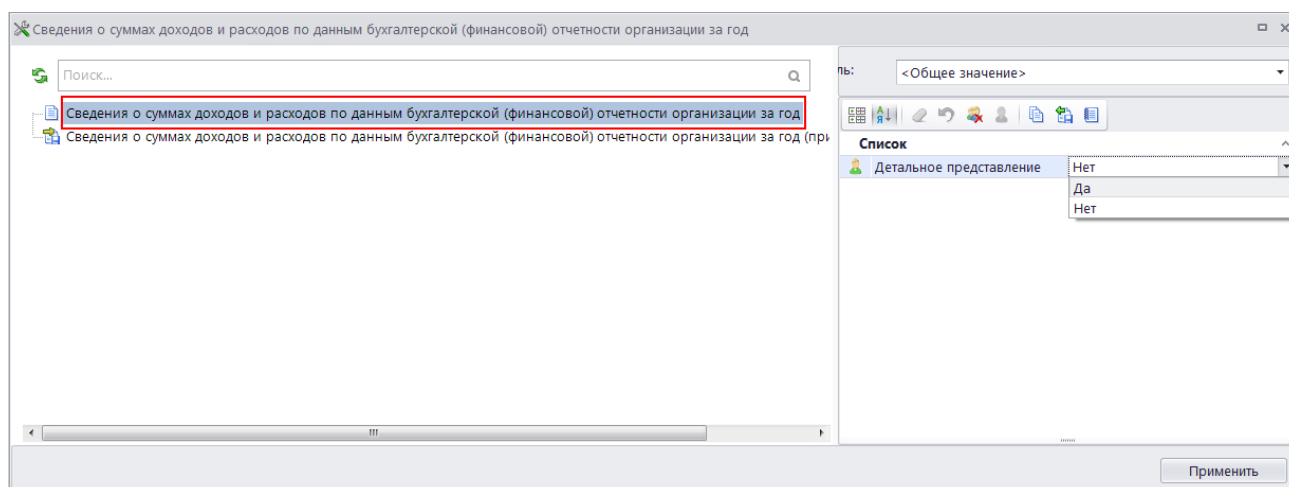 Сведения о суммах доходов и расходов по данным бухгалтерской (финансовой) отчетности организации за год
Поиск...
Сведения о суммах доходов и расходов по данным бухгалтерской (финансовой) отчетности организации за год
Сведения о суммах доходов и расходов по данным бухгалтерской (финансовой) отчетности организации за год (при
ль:
<Общее значение>
Список
Детальное представление
Нет
Да
Нет
Применить